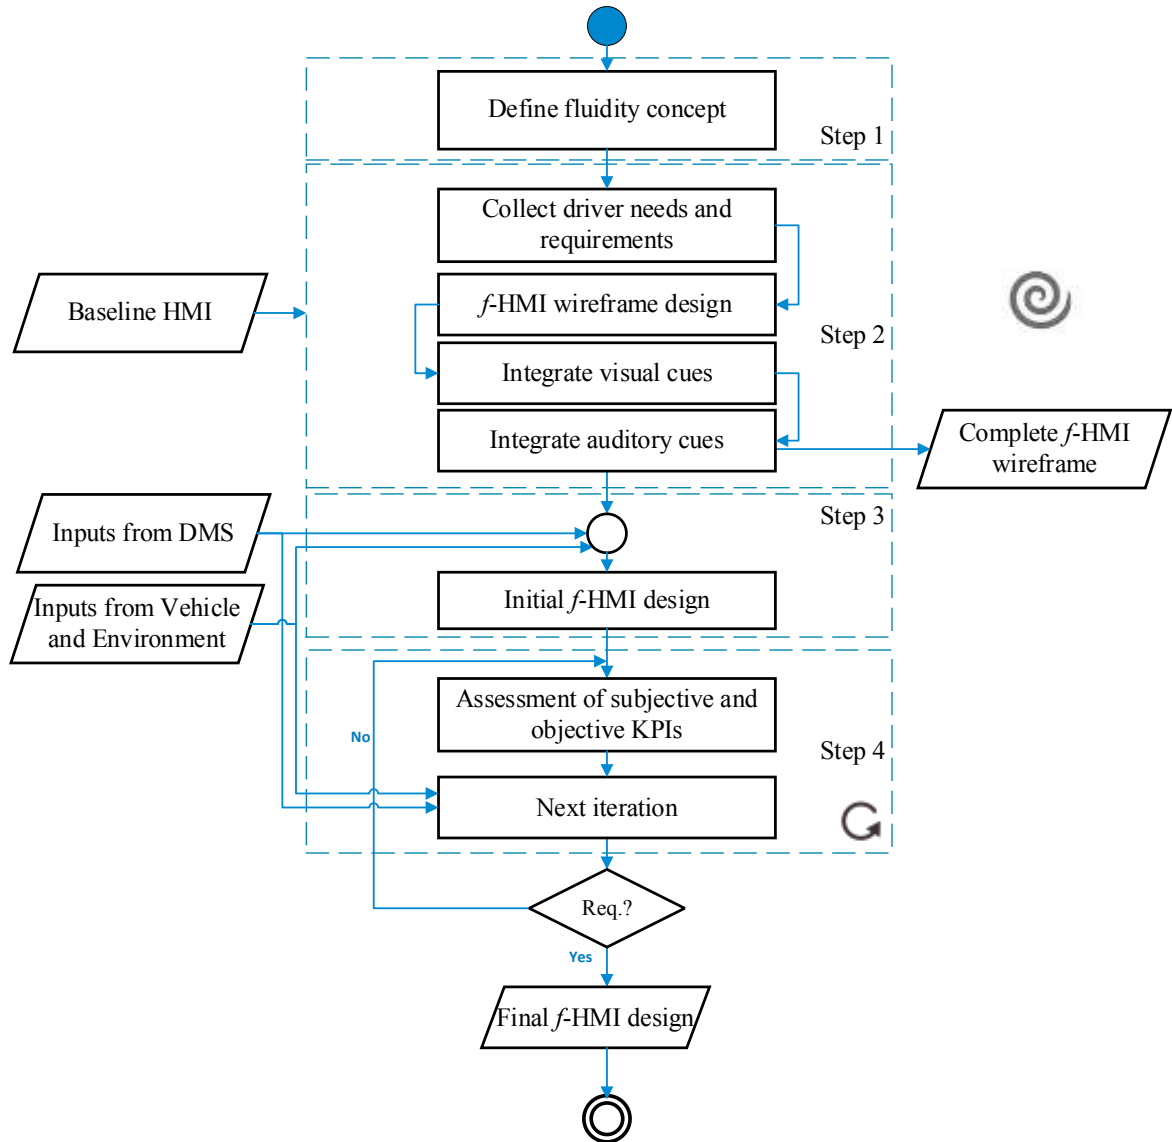 Define fluidity concept
Step 1
Collect driver needs and
requirements
Baseline HMI
f-HMI wireframe design
Step 2
Integrate visual cues
Integrate auditory cues
Complete f-HMI
wireframe
Step 3
Inputs from DMS
Initial f-HMI design
Inputs from Vehicle
and Environment
Assessment of subjective and
objective KPIs
No
Step 4
Next iteration
Req.?
Yes
Final f-HMI design